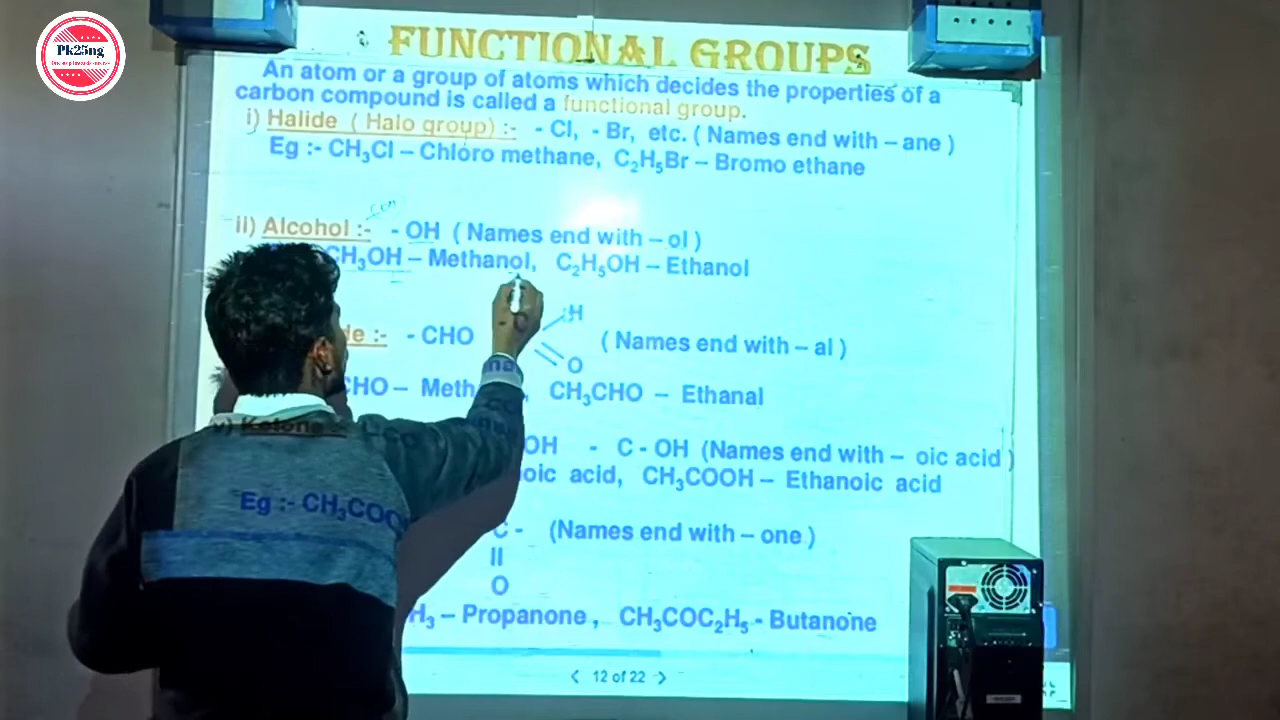 Pk25ng
FUNCTIONAL GROUPS
An atom or a group of atoms which decides the properties of a
carbon compound is called a functional group.
i) Halide ( Halo group) :- - Cl, - Br, etc. ( Names end with – ane )
Eg :- CH₃Cl – Chloro methane, C₂H₅Br – Bromo ethane
ii) Alcohol :- - OH ( Names end with – ol )
CH₃OH – Methanol, C₂H₅OH – Ethanol
H
de :- - CHO ( Names end with – al )
O
CHO – Meth , CH₃CHO – Ethanal
v) Ketone :- - CO
OH - C - OH (Names end with – oic acid )
oic acid, CH₃COOH – Ethanoic acid
Eg :- CH₃COC
C - (Names end with – one )
||
O
H₃ – Propanone , CH₃COC₂H₅ - Butanone
< 12 of 22 >